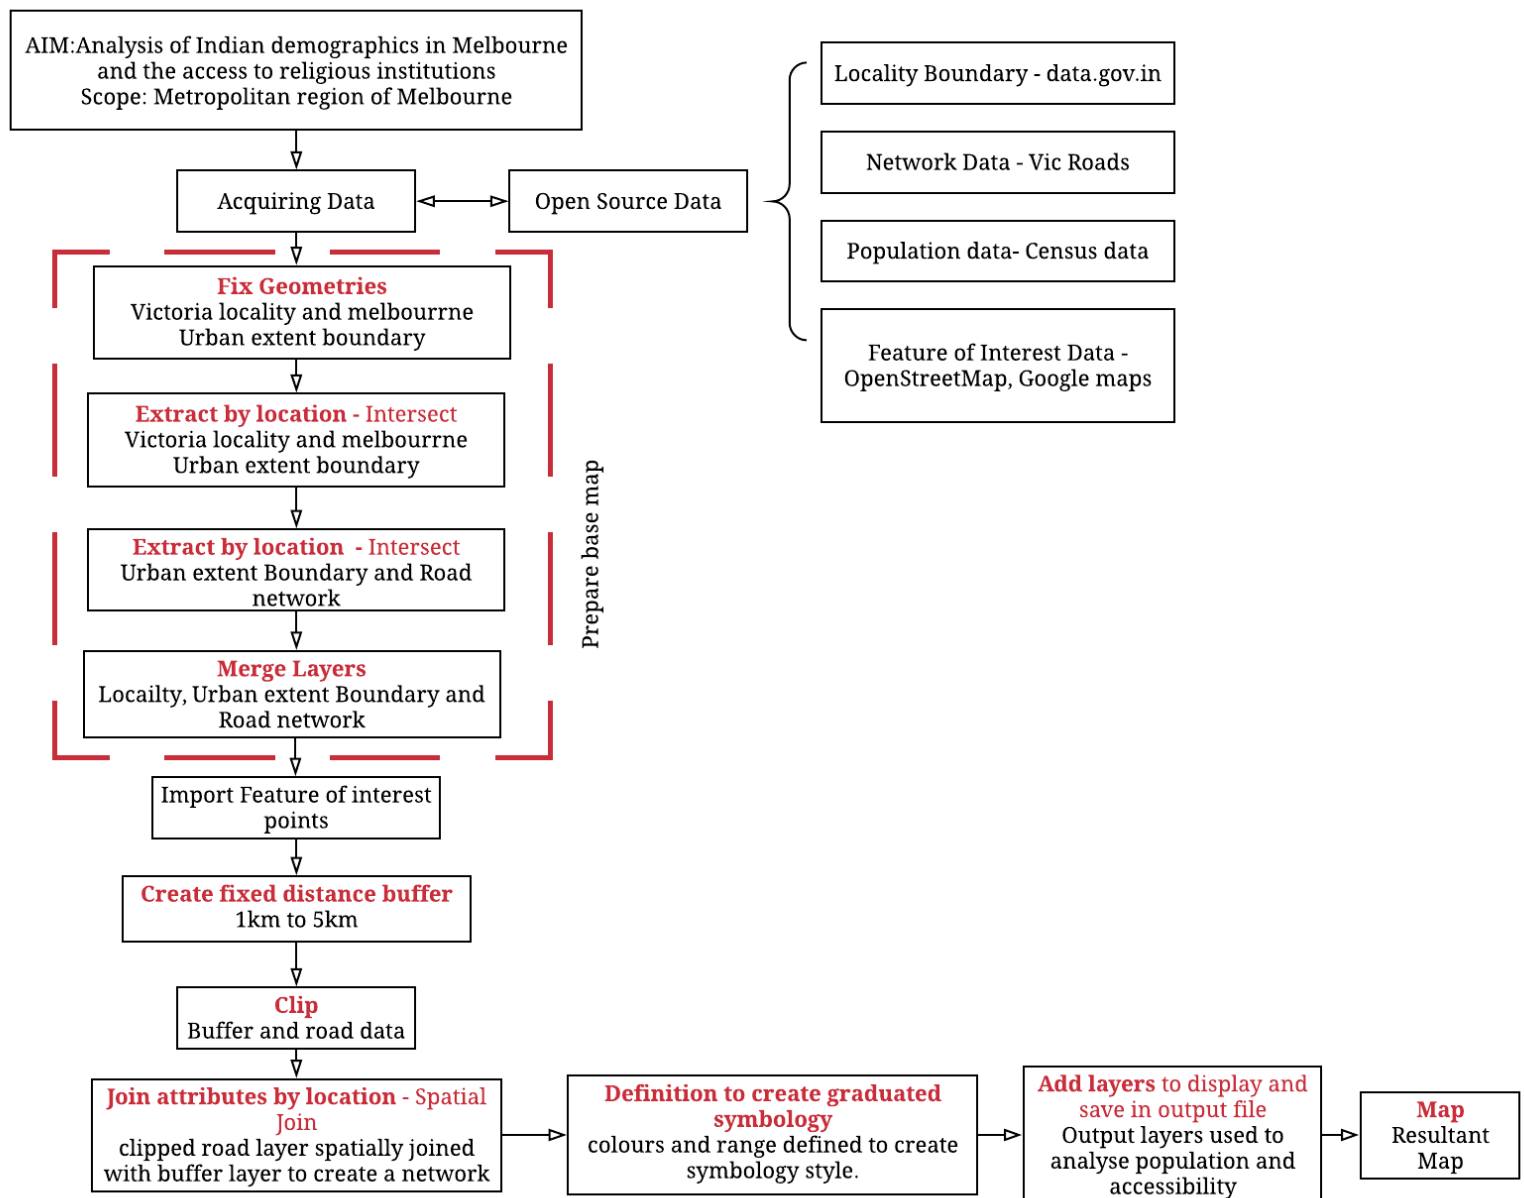 AIM:Analysis of Indian demographics in Melbourne
and the access to religious institutions
Scope: Metropolitan region of Melbourne
Acquiring Data
Open Source Data
Locality Boundary - data.gov.in
Network Data - Vic Roads
Population data- Census data
Feature of Interest Data -
OpenStreetMap, Google maps
Fix Geometries
Victoria locality and melbourrne
Urban extent boundary
Extract by location - Intersect
Victoria locality and melbourrne
Urban extent boundary
Extract by location  - Intersect
Urban extent Boundary and Road
network
Merge Layers
Locailty, Urban extent Boundary and
Road network
Prepare base map
Import Feature of interest
points
Create fixed distance buffer
1km to 5km
Clip
Buffer and road data
Join attributes by location - Spatial
Join
clipped road layer spatially joined
with buffer layer to create a network
Definition to create graduated
symbology
colours and range defined to create
symbology style.
Add layers to display and
save in output file
Output layers used to
analyse population and
accessibility
Map
Resultant
Map